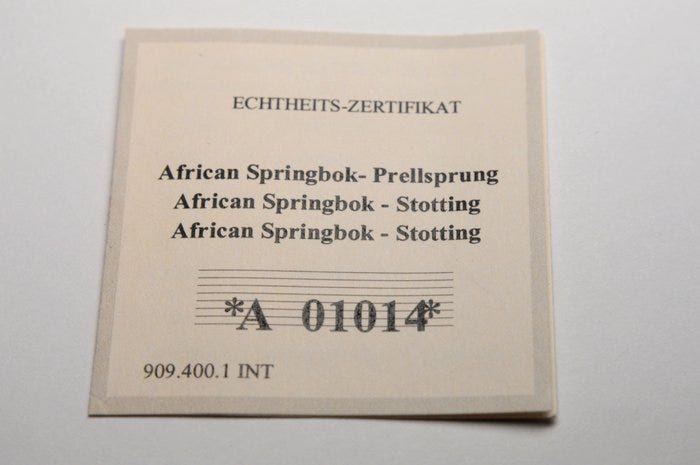 ECHTHEITS-ZERTIFIKAT
African Springbok- Prellsprung
African Springbok - Stotting
African Springbok - Stotting
*A 01014*
909.400.1 INT